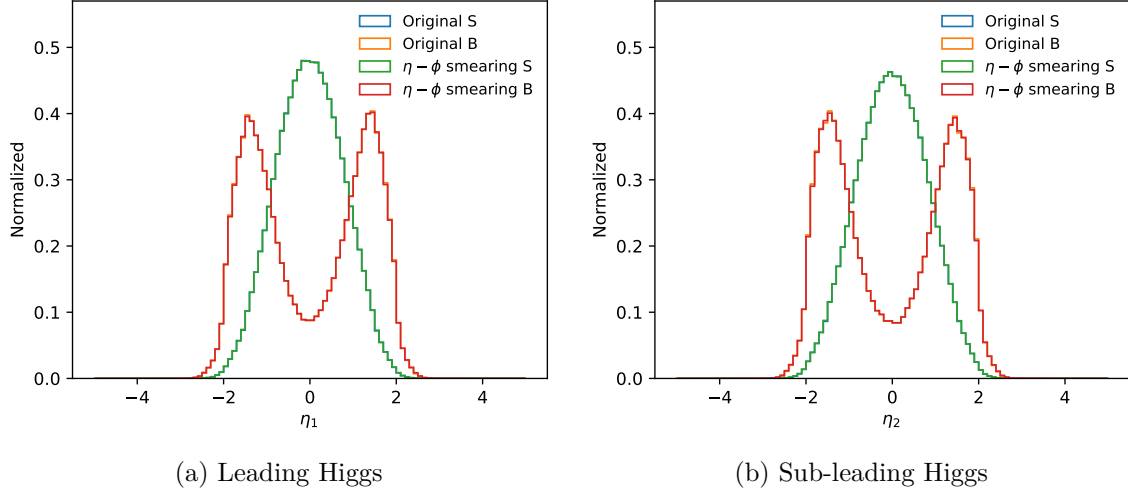 Original S
Original B
η − ϕ smearing S
η − ϕ smearing B
0.5
0.4
0.3
0.2
0.1
0.0
Normalized
−4
−2
0
2
4
η₁
(a) Leading Higgs
Original S
Original B
η − ϕ smearing S
η − ϕ smearing B
0.5
0.4
0.3
0.2
0.1
0.0
Normalized
−4
−2
0
2
4
η₂
(b) Sub-leading Higgs